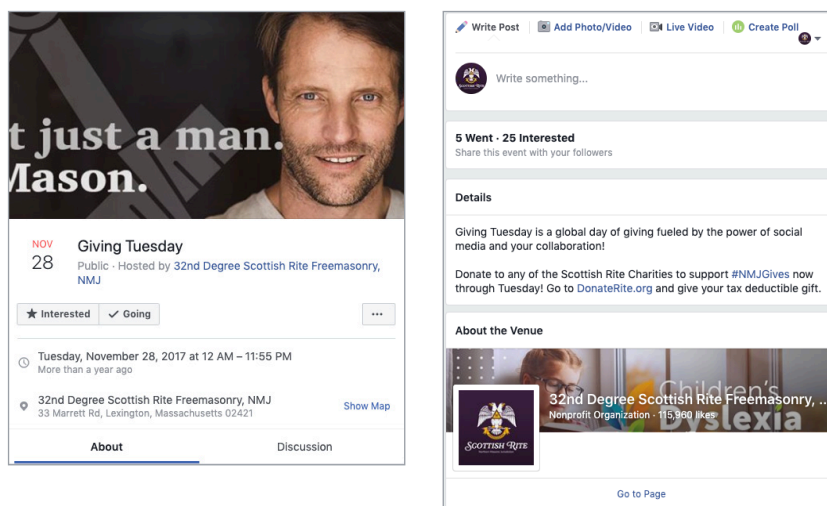 t just a man.
Mason.
NOV
28
Giving Tuesday
Public · Hosted by 32nd Degree Scottish Rite Freemasonry,
NMJ
★ Interested
✓ Going
...
Tuesday, November 28, 2017 at 12 AM – 11:55 PM
More than a year ago
32nd Degree Scottish Rite Freemasonry, NMJ
33 Marrett Rd, Lexington, Massachusetts 02421
Show Map
About
Discussion
Write Post
Add Photo/Video
Live Video
Create Poll
Write something...
5 Went · 25 Interested
Share this event with your followers
Details
Giving Tuesday is a global day of giving fueled by the power of social
media and your collaboration!
Donate to any of the Scottish Rite Charities to support #NMJGives now
through Tuesday! Go to DonateRite.org and give your tax deductible gift.
About the Venue
Children's
Dyslexia
32nd Degree Scottish Rite Freemasonry, ...
Nonprofit Organization · 115,960 likes
SCOTTISH RITE
Go to Page